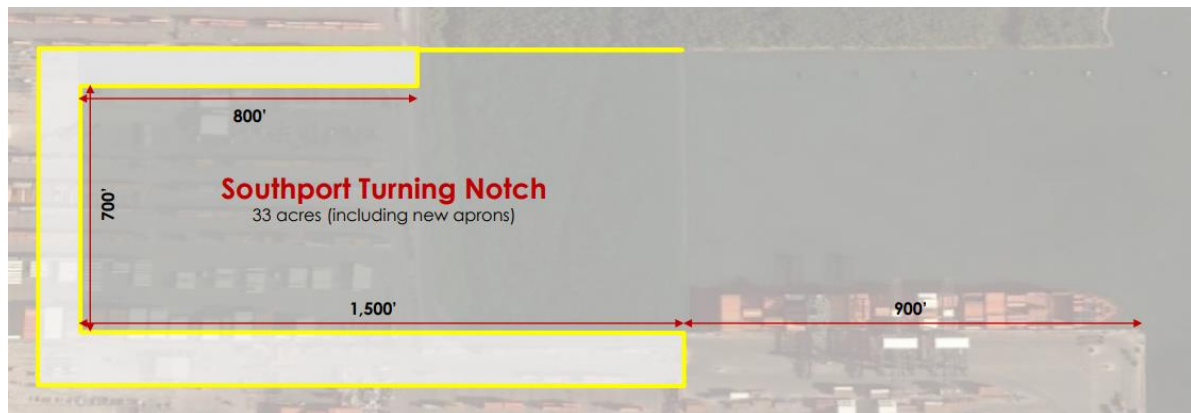 800’
Southport Turning Notch
33 acres (including new aprons)
700’
1,500’
900’